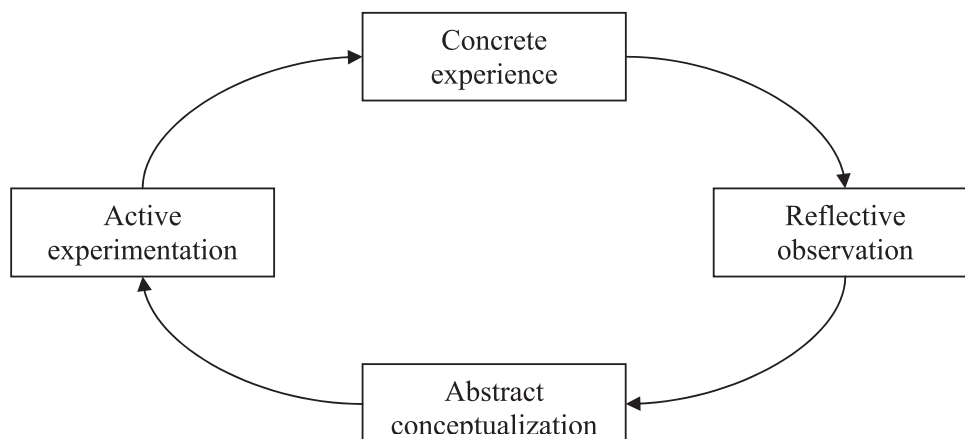 Concrete
experience
Active
experimentation
Reflective
observation
Abstract
conceptualization